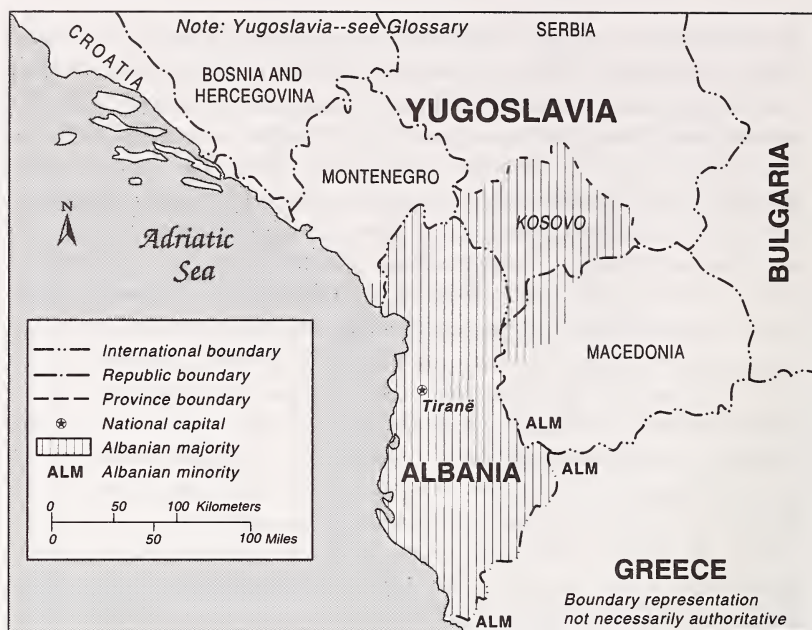 Note: Yugoslavia--see Glossary
SERBIA
CROATIA
BOSNIA AND
HERCEGOVINA
YUGOSLAVIA
MONTENEGRO
KOSOVO
BULGARIA
N
Adriatic
Sea
MACEDONIA
International boundary
Republic boundary
Province boundary
National capital
Albanian majority
ALM Albanian minority
0 50 100 Kilometers
0 50 100 Miles
Tiranë
ALM
ALM
ALBANIA
GREECE
Boundary representation
not necessarily authoritative
ALM